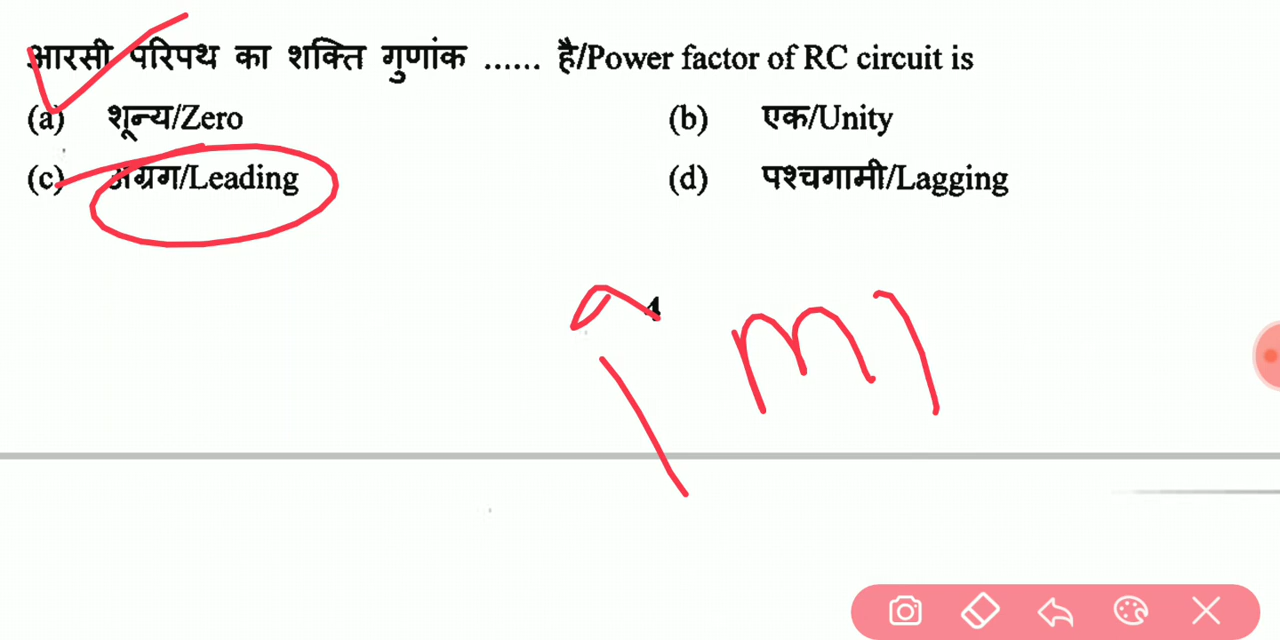 आरसी परिपथ का शक्ति गुणांक ...... है/Power factor of RC circuit is
(a) शून्य/Zero (b) एक/Unity
(c) अग्रग/Leading (d) पश्चगामी/Lagging
4